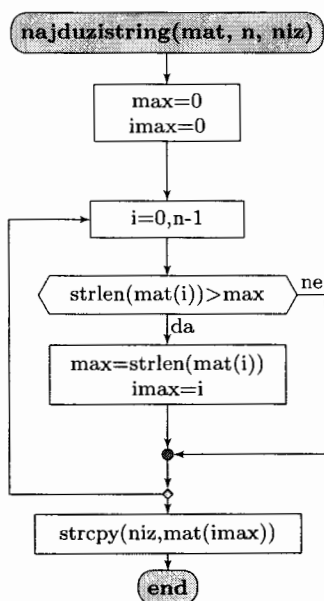 najduzistring(mat, n, niz)
max=0
imax=0
i=0,n-1
strlen(mat(i))>max
ne
da
max=strlen(mat(i))
imax=i
strcpy(niz,mat(imax))
end